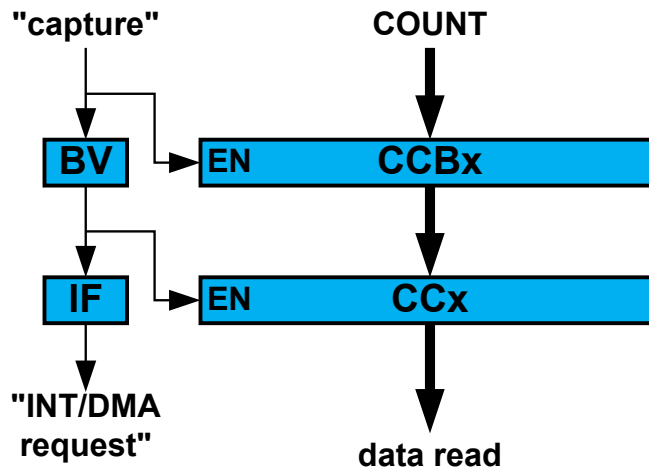 "capture"
COUNT
BV
EN
CCBx
IF
EN
CCx
"INT/DMA
request"
data read